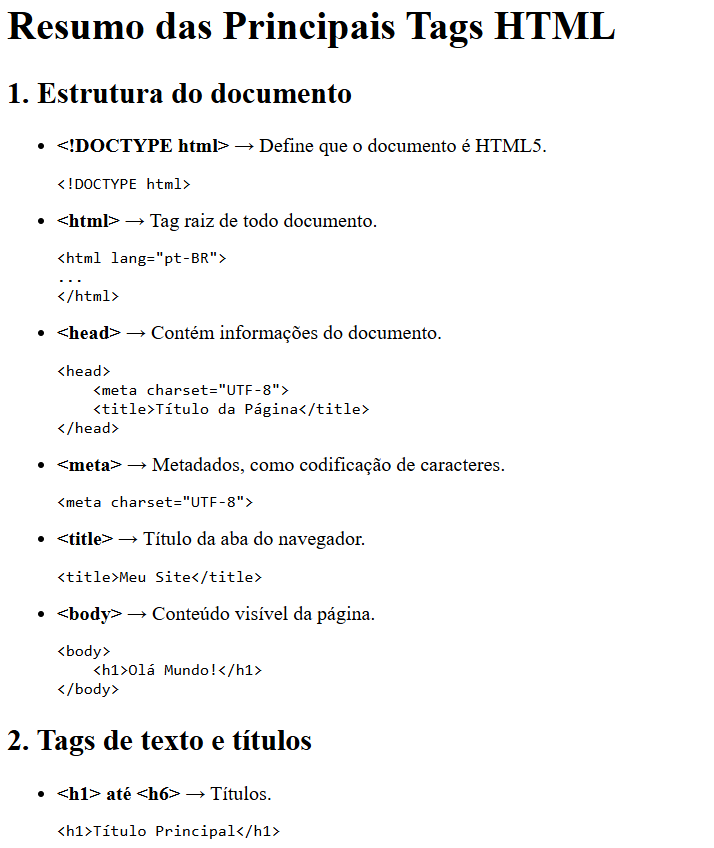 Resumo das Principais Tags HTML
1. Estrutura do documento
• <!DOCTYPE html> → Define que o documento é HTML5.
<!DOCTYPE html>
• <html> → Tag raiz de todo documento.
<html lang="pt-BR">
...
</html>
• <head> → Contém informações do documento.
<head>
    <meta charset="UTF-8">
    <title>Título da Página</title>
</head>
• <meta> → Metadados, como codificação de caracteres.
<meta charset="UTF-8">
• <title> → Título da aba do navegador.
<title>Meu Site</title>
• <body> → Conteúdo visível da página.
<body>
    <h1>Olá Mundo!</h1>
</body>
2. Tags de texto e títulos
• <h1> até <h6> → Títulos.
<h1>Título Principal</h1>